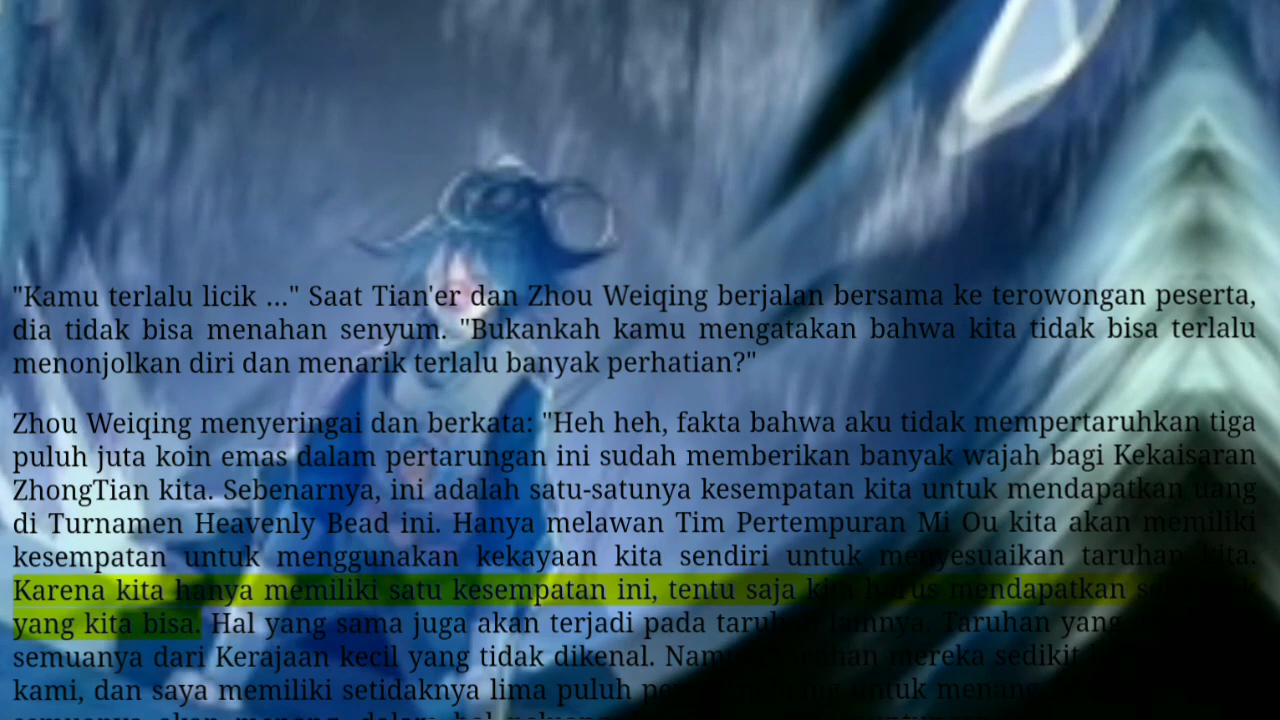 "Kamu terlalu licik ..." Saat Tian'er dan Zhou Weiqing berjalan bersama ke terowongan peserta,
dia tidak bisa menahan senyum. "Bukankah kamu mengatakan bahwa kita tidak bisa terlalu
menonjolkan diri dan menarik terlalu banyak perhatian?"
Zhou Weiqing menyeringai dan berkata: "Heh heh, fakta bahwa aku tidak mempertaruhkan tiga
puluh juta koin emas dalam pertarungan ini sudah memberikan banyak wajah bagi Kekaisaran
ZhongTian kita. Sebenarnya, ini adalah satu-satunya kesempatan kita untuk mendapatkan uang
di Turnamen Heavenly Bead ini. Hanya melawan Tim Pertempuran Mi Ou kita akan memiliki
kesempatan untuk menggunakan kekayaan kita sendiri untuk menyesuaikan taruhan kita.
Karena kita hanya memiliki satu kesempatan ini, tentu saja kita harus mendapatkan
yang kita bisa. Hal yang sama juga akan terjadi pada taruhan lainnya. Taruhan yang
semuanya dari Kerajaan kecil yang tidak dikenal. taruhan mereka sedikit
kami, dan saya memiliki setidaknya lima puluh untuk